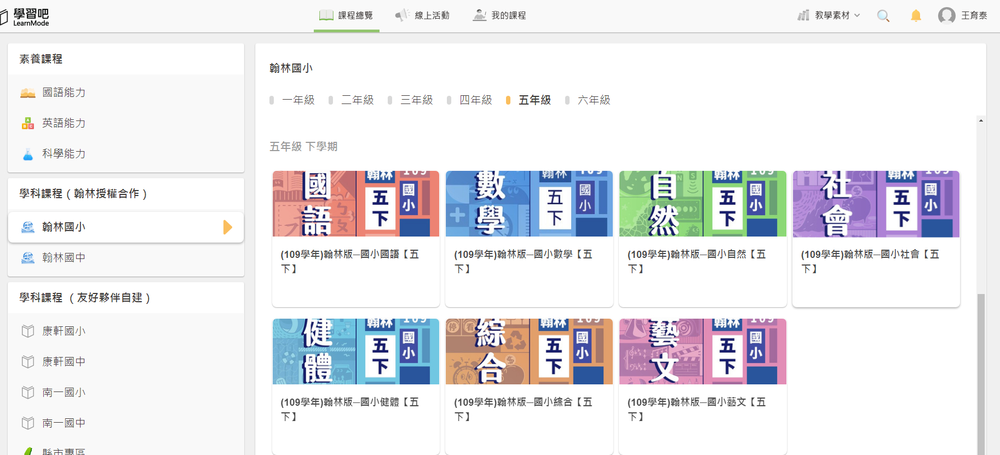 學習吧
LearnMode
課程總覽
線上活動
我的課程
教學素材
王育泰
素養課程
國語能力
英語能力
科學能力
學科課程（翰林授權合作）
翰林國小
翰林國中
學科課程 （友好夥伴自建）
康軒國小
康軒國中
南一國小
南一國中
縣市專區
翰林國小
一年級
二年級
三年級
四年級
五年級
六年級
五年級 下學期
國語
翰林
109
五下
國小
(109學年)翰林版─國小國語【五
下】
數學
翰林
109
五下
國小
(109學年)翰林版─國小數學【五
下】
自然
翰林
109
五下
國小
(109學年)翰林版─國小自然【五
下】
社會
翰林
109
五下
國小
(109學年)翰林版─國小社會【五
下】
健體
翰林
109
五下
國小
(109學年)翰林版─國小健體【五
下】
綜合
翰林
109
五下
國小
(109學年)翰林版─國小綜合【五
下】
藝文
翰林
109
五下
國小
(109學年)翰林版─國小藝文【五
下】